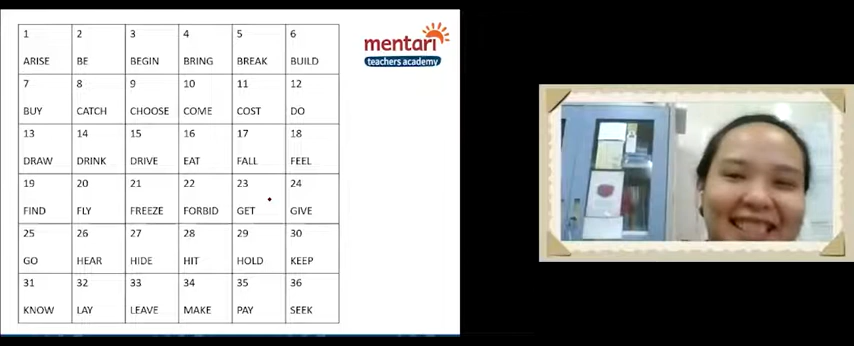 1 2 3 4 5 6
ARISE BE BEGIN BRING BREAK BUILD
7 8 9 10 11 12
BUY CATCH CHOOSE COME COST DO
13 14 15 16 17 18
DRAW DRINK DRIVE EAT FALL FEEL
19 20 21 22 23 24
FIND FLY FREEZE FORBID GET GIVE
25 26 27 28 29 30
GO HEAR HIDE HIT HOLD KEEP
31 32 33 34 35 36
KNOW LAY LEAVE MAKE PAY SEEK
mentari
teachers academy